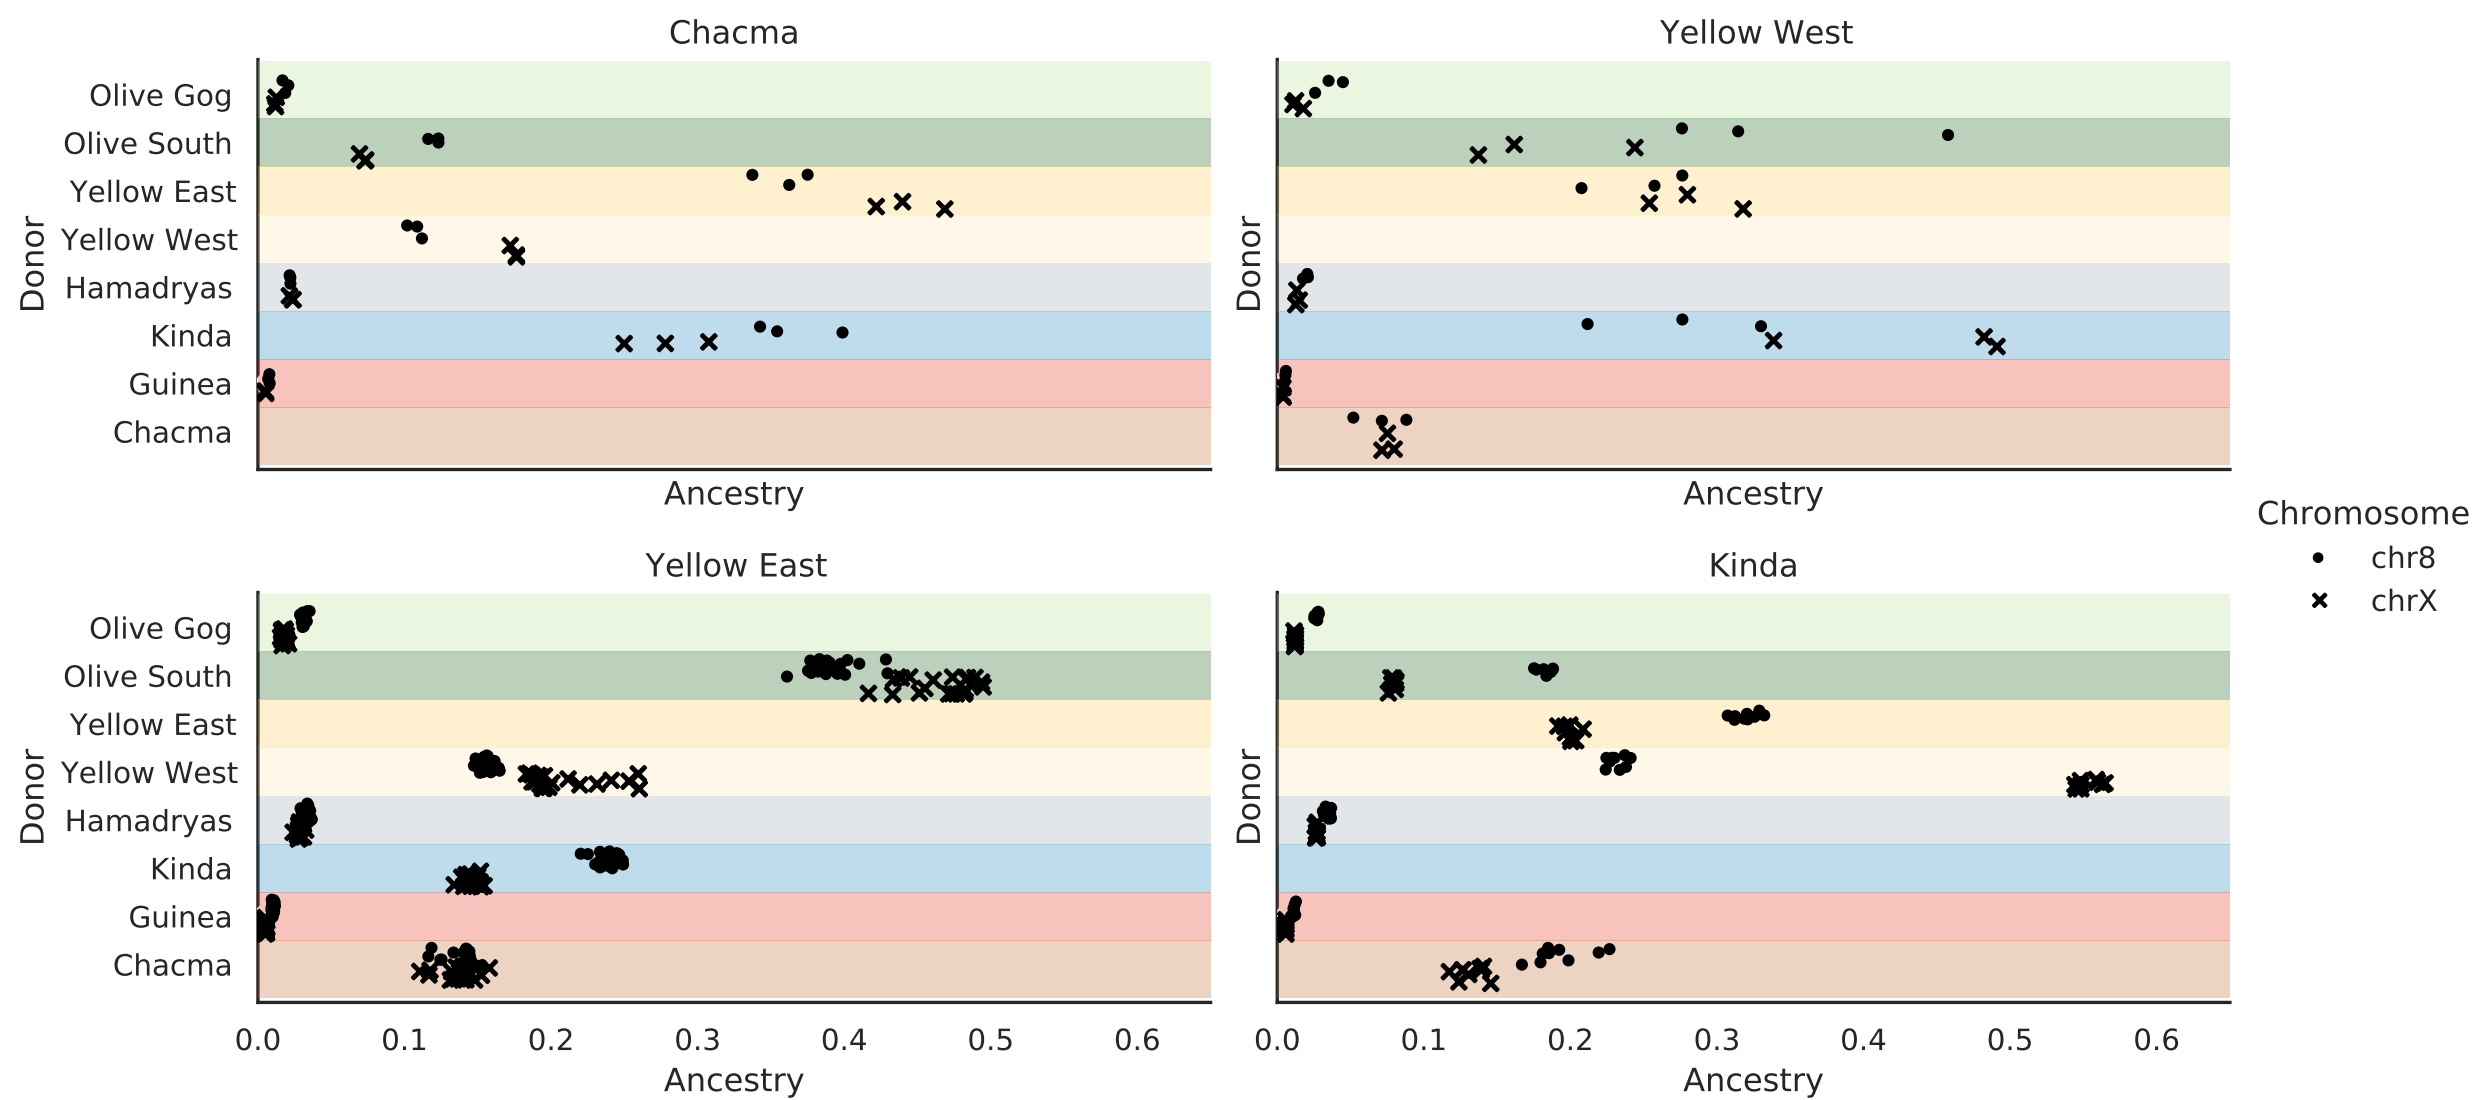 Chacma
Olive Gog
Olive South
Yellow East
Yellow West
Hamadryas
Kinda
Guinea
Chacma
Donor
Ancestry
Yellow West
Donor
Ancestry
Yellow East
Olive Gog
Olive South
Yellow East
Yellow West
Hamadryas
Kinda
Guinea
Chacma
Donor
0.0 0.1 0.2 0.3 0.4 0.5 0.6
Ancestry
Kinda
Donor
0.0 0.1 0.2 0.3 0.4 0.5 0.6
Ancestry
Chromosome
chr8
chrX